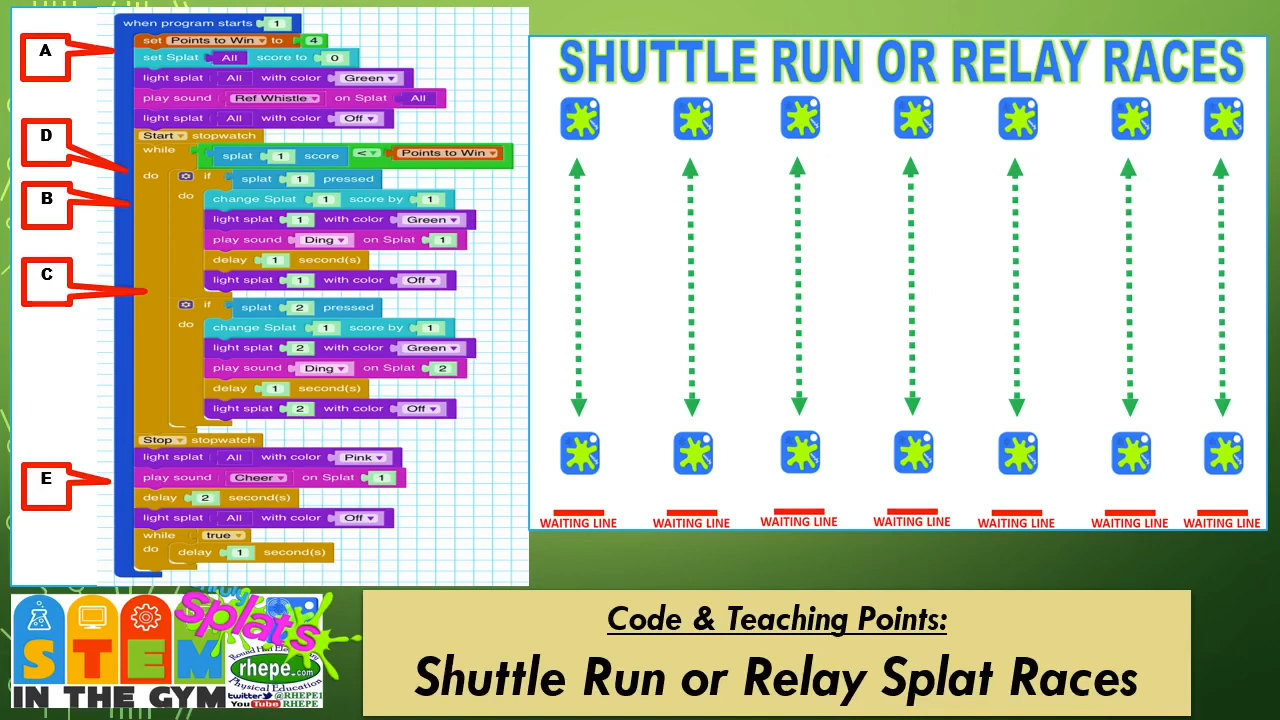 A
D
B
C
E
when program starts 1
set Points to Win to 4
set Splat All score to 0
light splat All with color Green
play sound Ref Whistle on Splat All
light splat All with color Off
Start stopwatch
while splat 1 score < Points to Win
do if splat 1 pressed
do change Splat 1 score by 1
light splat 1 with color Green
play sound Ding on Splat 1
delay 1 second(s)
light splat 1 with color Off
if splat 2 pressed
do change Splat 1 score by 1
light splat 2 with color Green
play sound Ding on Splat 2
delay 1 second(s)
light splat 2 with color Off
Stop stopwatch
light splat All with color Pink
play sound Cheer on Splat 1
delay 2 second(s)
light splat All with color Off
while true
do delay 1 second(s)
SHUTTLE RUN OR RELAY RACES
WAITING LINE WAITING LINE WAITING LINE WAITING LINE WAITING LINE WAITING LINE WAITING LINE
STEM
IN THE GYM
splats
rhepe.com
Physical Education
twitter @RHEPE1
YouTube RHEPE
Code & Teaching Points:
Shuttle Run or Relay Splat Races